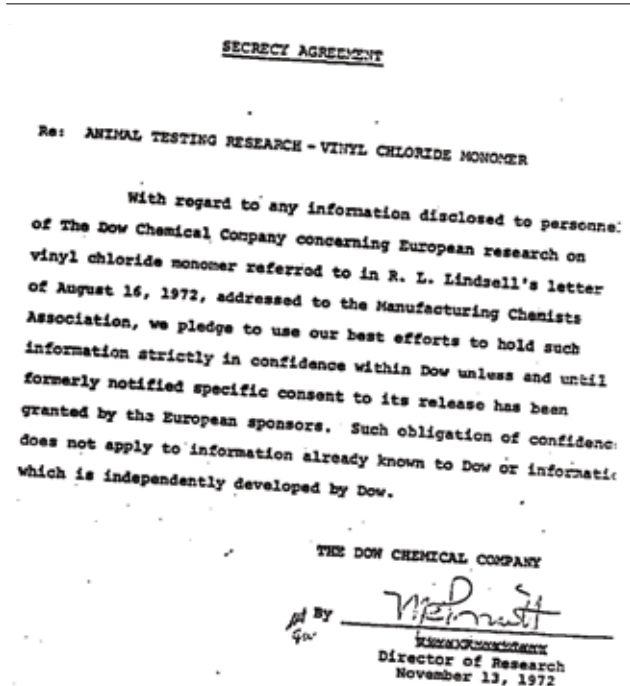 SECRECY AGREEMENT
Re: ANIMAL TESTING RESEARCH - VINYL CHLORIDE MONOMER
With regard to any information disclosed to personne
of The Dow Chemical Company concerning European research on
vinyl chloride monomer referred to in R. L. Lindsell's letter
of August 16, 1972, addressed to the Manufacturing Chemists
Association, we pledge to use our best efforts to hold such
information strictly in confidence within Dow unless and until
formerly notified specific consent to its release has been
granted by the European sponsors. Such obligation of confidenc
does not apply to information already known to Dow or informatio
which is independently developed by Dow.
THE DOW CHEMICAL COMPANY
By
Director of Research
November 13, 1972